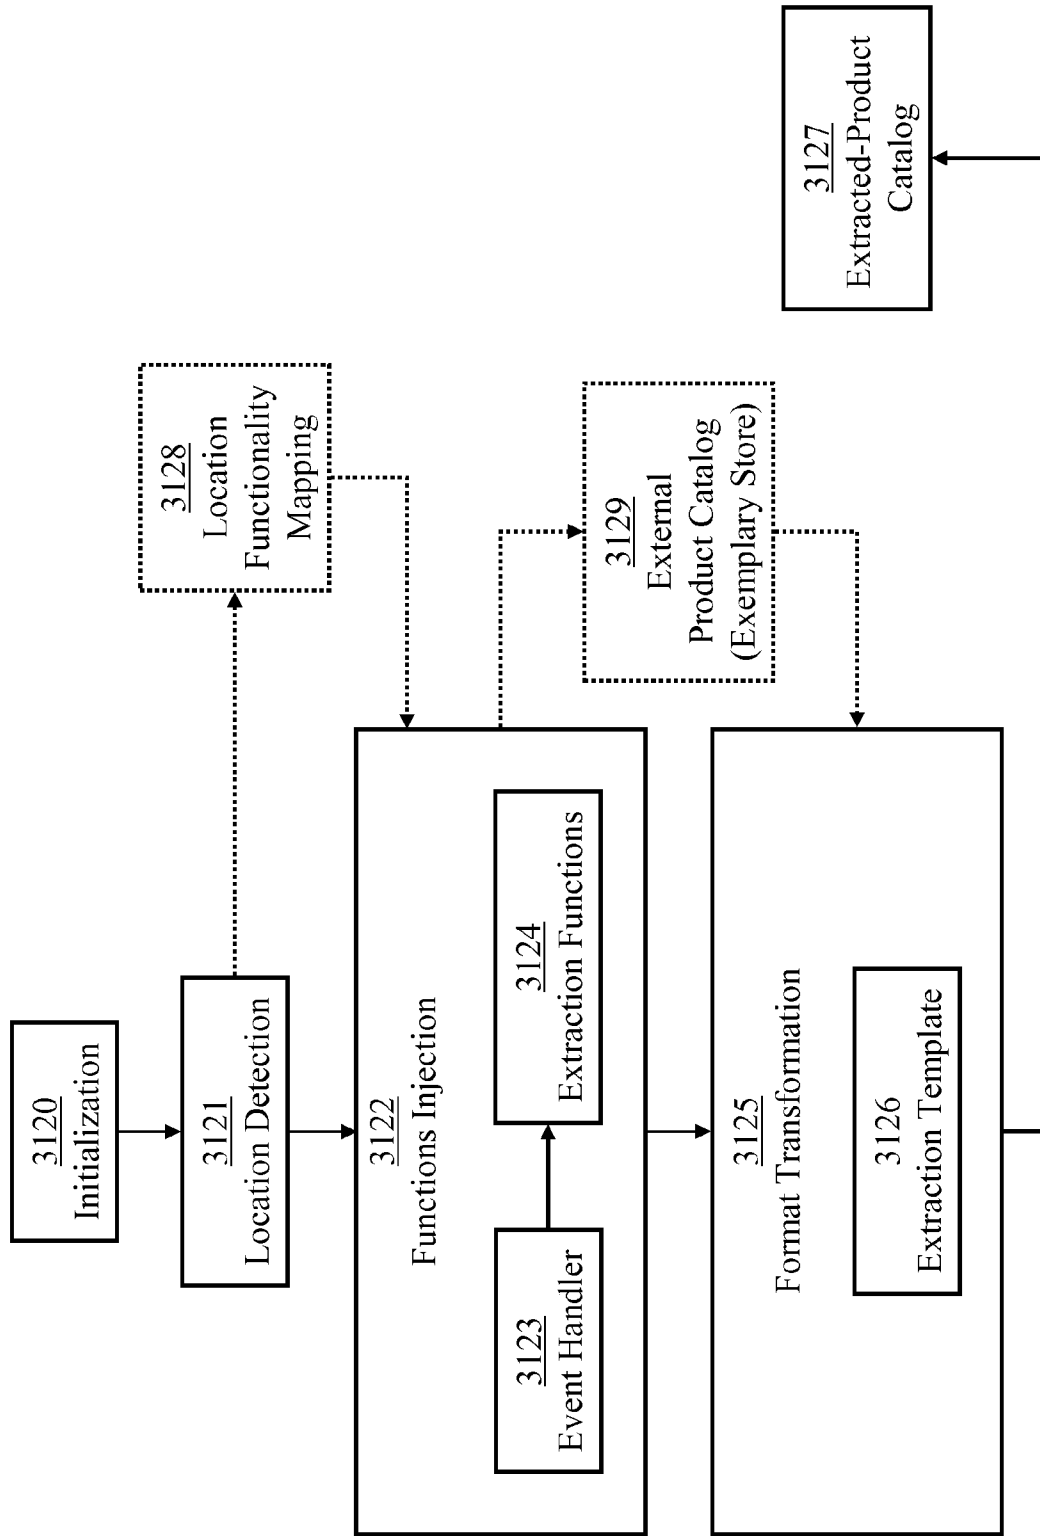 3120
Initialization
3121
Location Detection
3128
Location
Functionality
Mapping
3122
Functions Injection
3123
Event Handler
3124
Extraction Functions
3129
External
Product Catalog
(Exemplary Store)
3125
Format Transformation
3126
Extraction Template
3127
Extracted-Product
Catalog